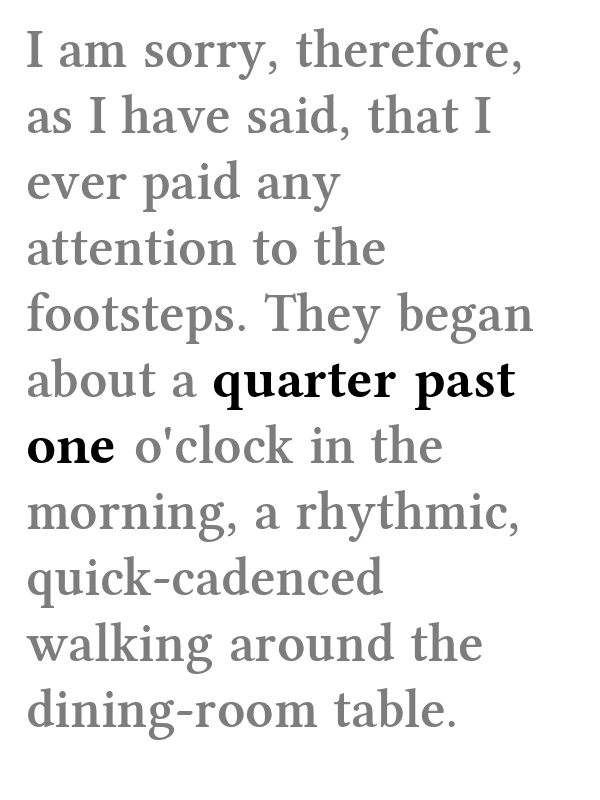 I am sorry, therefore,
as I have said, that I
ever paid any
attention to the
footsteps. They began
about a quarter past
one o'clock in the
morning, a rhythmic,
quick-cadenced
walking around the
dining-room table.